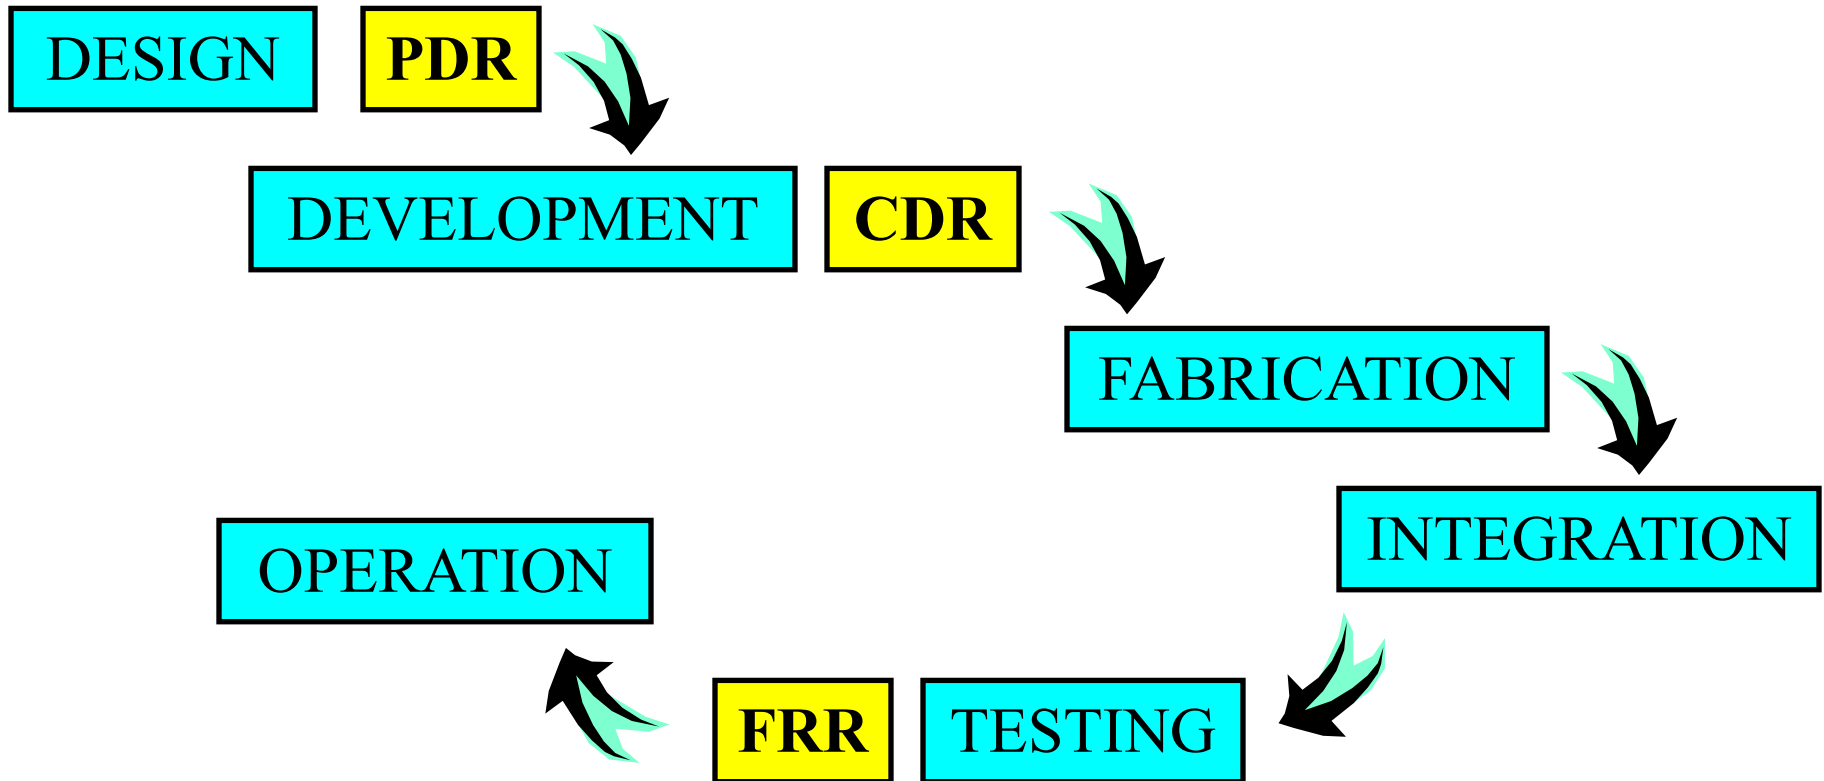 DESIGN PDR
DEVELOPMENT CDR
FABRICATION
INTEGRATION
OPERATION
FRR TESTING